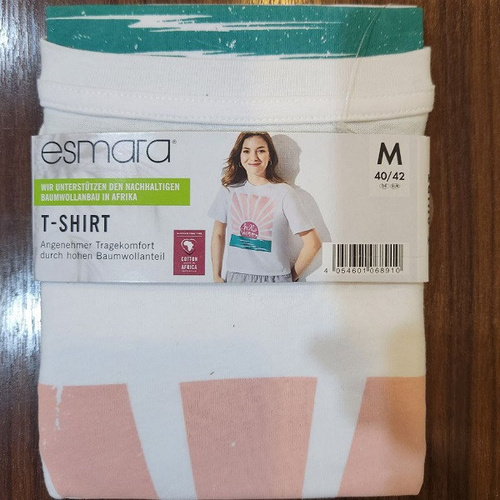 esmara®
WIR UNTERSTÜTZEN DEN NACHHALTIGEN
BAUMWOLLANBAU IN AFRIKA
T-SHIRT
Angenehmer Tragekomfort
durch hohen Baumwollanteil
COTTON
AFRICA
M
40/42
4 054601 068910